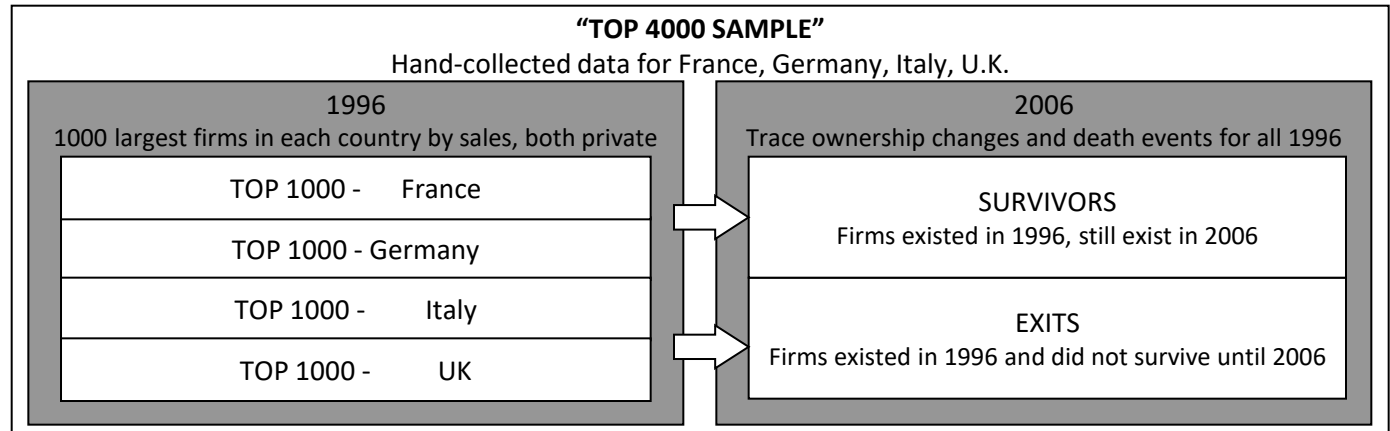 “TOP 4000 SAMPLE”
Hand-collected data for France, Germany, Italy, U.K.
1996
1000 largest firms in each country by sales, both private
TOP 1000 - France
TOP 1000 - Germany
TOP 1000 - Italy
TOP 1000 - UK
2006
Trace ownership changes and death events for all 1996
SURVIVORS
Firms existed in 1996, still exist in 2006
EXITS
Firms existed in 1996 and did not survive until 2006